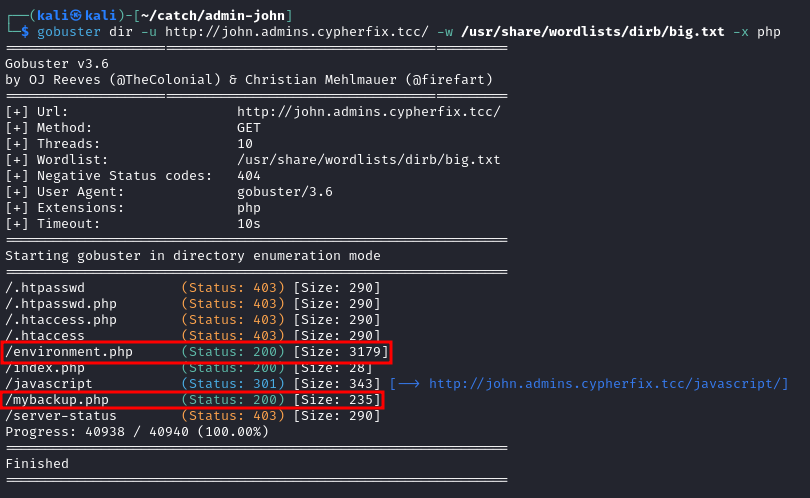 ┌──(kali㉿kali)-[~/catch/admin-john]
└─$ gobuster dir -u http://john.admins.cypherfix.tcc/ -w /usr/share/wordlists/dirb/big.txt -x php
===============================================================
Gobuster v3.6
by OJ Reeves (@TheColonial) & Christian Mehlmauer (@firefart)
===============================================================
[+] Url:                     http://john.admins.cypherfix.tcc/
[+] Method:                  GET
[+] Threads:                 10
[+] Wordlist:                /usr/share/wordlists/dirb/big.txt
[+] Negative Status codes:   404
[+] User Agent:              gobuster/3.6
[+] Extensions:              php
[+] Timeout:                 10s
===============================================================
Starting gobuster in directory enumeration mode
===============================================================
/.htpasswd            (Status: 403) [Size: 290]
/.htpasswd.php        (Status: 403) [Size: 290]
/.htaccess.php        (Status: 403) [Size: 290]
/.htaccess            (Status: 403) [Size: 290]
/environment.php      (Status: 200) [Size: 3179]
/index.php            (Status: 200) [Size: 28]
/javascript           (Status: 301) [Size: 343] [--> http://john.admins.cypherfix.tcc/javascript/]
/mybackup.php         (Status: 200) [Size: 235]
/server-status        (Status: 403) [Size: 290]
Progress: 40938 / 40940 (100.00%)
===============================================================
Finished
===============================================================